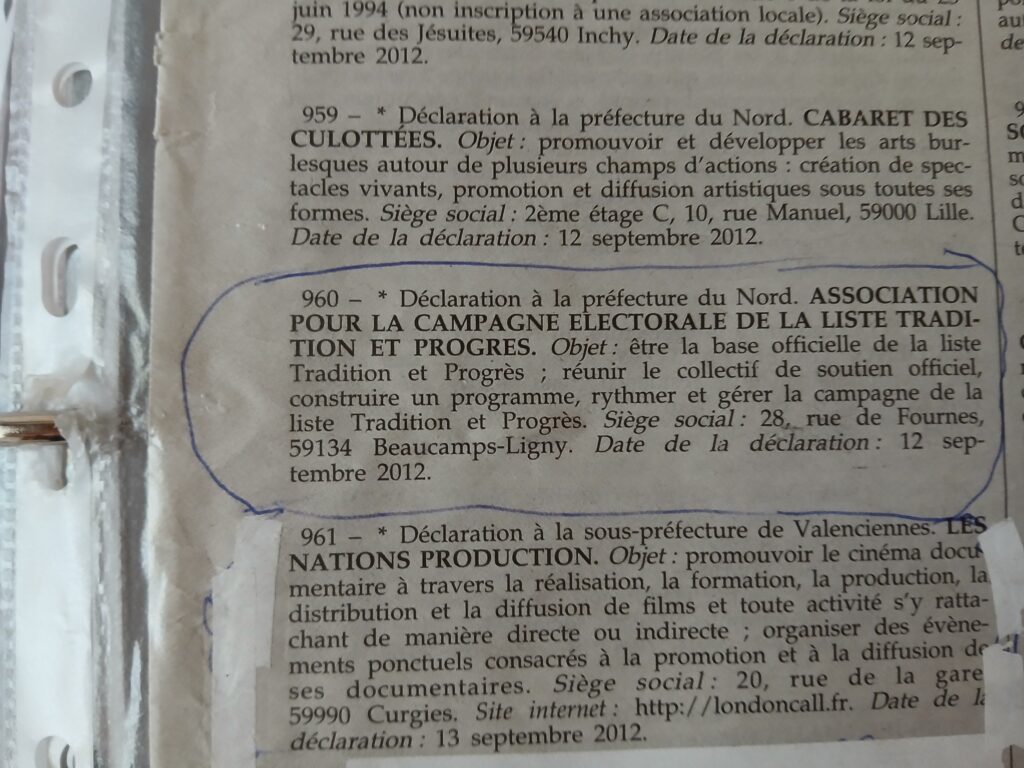 juin 1994 (non inscription à une association locale). Siège social :
29, rue des Jésuites, 59540 Inchy. Date de la déclaration : 12 sep-
tembre 2012.
959 – * Déclaration à la préfecture du Nord. CABARET DES
CULOTTÉES. Objet : promouvoir et développer les arts bur-
lesques autour de plusieurs champs d'actions : création de spec-
tacles vivants, promotion et diffusion artistiques sous toutes ses
formes. Siège social : 2ème étage C, 10, rue Manuel, 59000 Lille.
Date de la déclaration : 12 septembre 2012.
960 – * Déclaration à la préfecture du Nord. ASSOCIATION
POUR LA CAMPAGNE ELECTORALE DE LA LISTE TRADI-
TION ET PROGRES. Objet : être la base officielle de la liste
Tradition et Progrès ; réunir le collectif de soutien officiel,
construire un programme, rythmer et gérer la campagne de la
liste Tradition et Progrès. Siège social : 28, rue de Fournes,
59134 Beaucamps-Ligny. Date de la déclaration : 12 sep-
tembre 2012.
961 – * Déclaration à la sous-préfecture de Valenciennes. LES
NATIONS PRODUCTION. Objet : promouvoir le cinéma docu
mentaire à travers la réalisation, la formation, la production, la
distribution et la diffusion de films et toute activité s'y ratta-
chant de manière directe ou indirecte ; organiser des évène-
ments ponctuels consacrés à la promotion et à la diffusion de
ses documentaires. Siège social : 20, rue de la gare
59990 Curgies. Site internet : http://londoncall.fr. Date de la
déclaration : 13 septembre 2012.